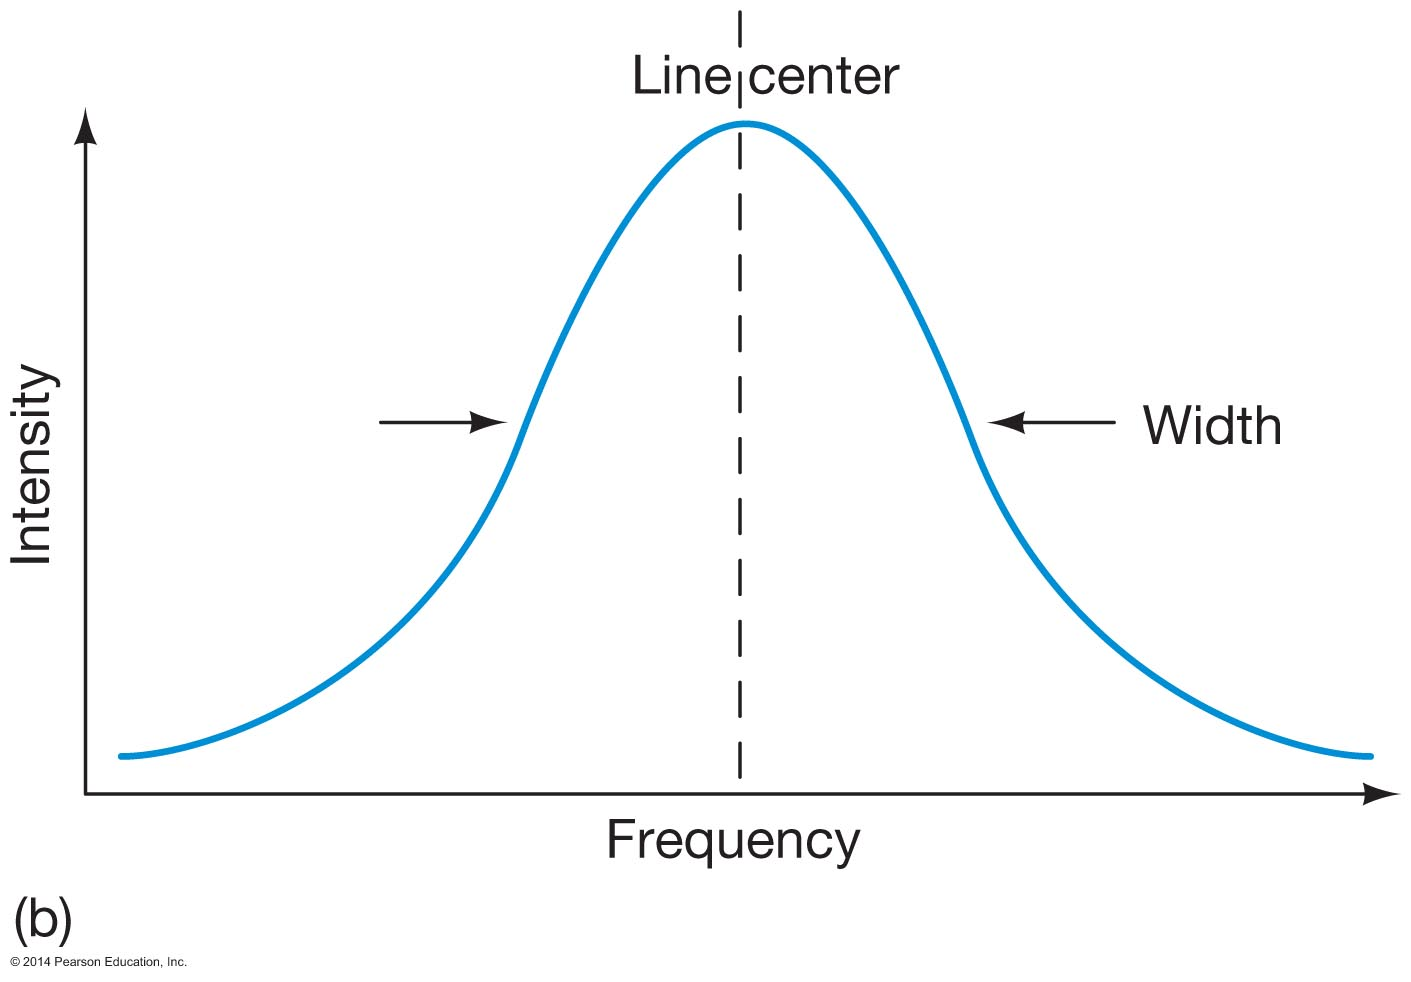 Line center
Intensity
Width
Frequency
(b)
© 2014 Pearson Education, Inc.